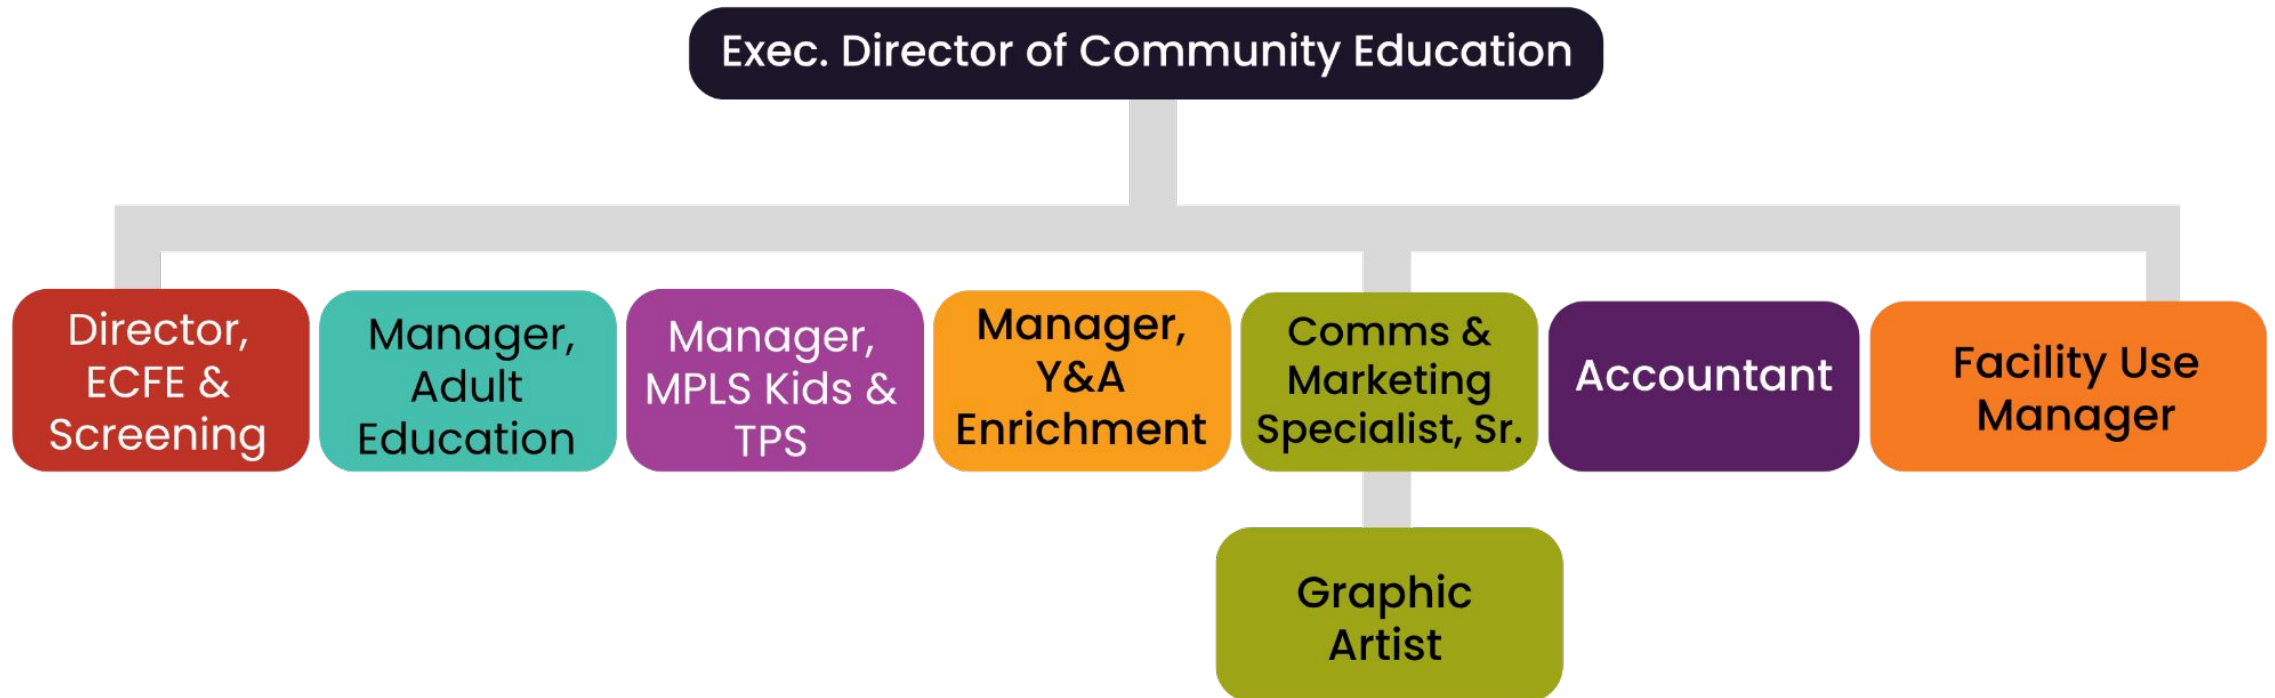 Exec. Director of Community Education
Director,
ECFE &
Screening
Manager,
Adult
Education
Manager,
MPLS Kids &
TPS
Manager,
Y&A
Enrichment
Comms &
Marketing
Specialist, Sr.
Accountant
Facility Use
Manager
Graphic
Artist